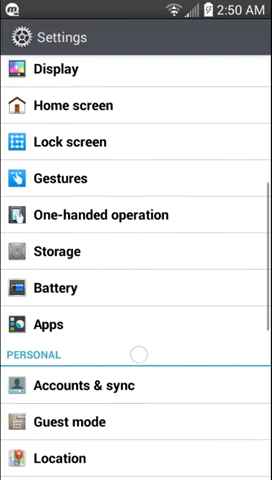 2:50 AM
Settings
Display
Home screen
Lock screen
Gestures
One-handed operation
Storage
Battery
Apps
PERSONAL
Accounts & sync
Guest mode
Location